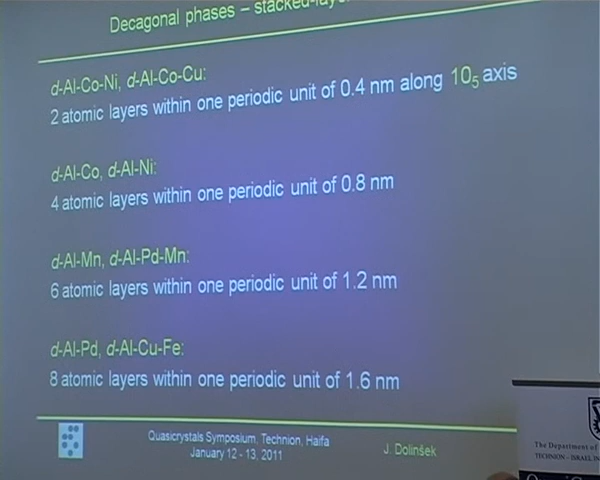 Decagonal phases – stacked-layer
d-Al-Co-Ni, d-Al-Co-Cu:
2 atomic layers within one periodic unit of 0.4 nm along 10₅ axis
d-Al-Co, d-Al-Ni:
4 atomic layers within one periodic unit of 0.8 nm
d-Al-Mn, d-Al-Pd-Mn:
6 atomic layers within one periodic unit of 1.2 nm
d-Al-Pd, d-Al-Cu-Fe:
8 atomic layers within one periodic unit of 1.6 nm
Quasicrystals Symposium, Technion, Haifa
January 12 - 13, 2011
J. Dolinšek
The Department of
TECHNION - ISRAEL IN